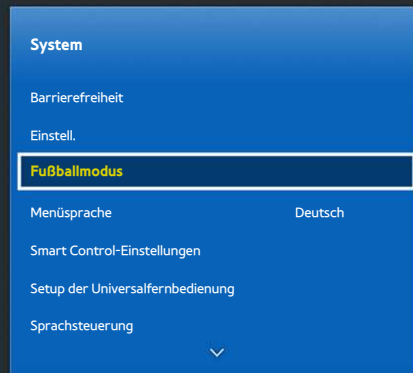 System
Barrierefreiheit
Einstell.
Fußballmodus
Menüsprache Deutsch
Smart Control-Einstellungen
Setup der Universalfernbedienung
Sprachsteuerung